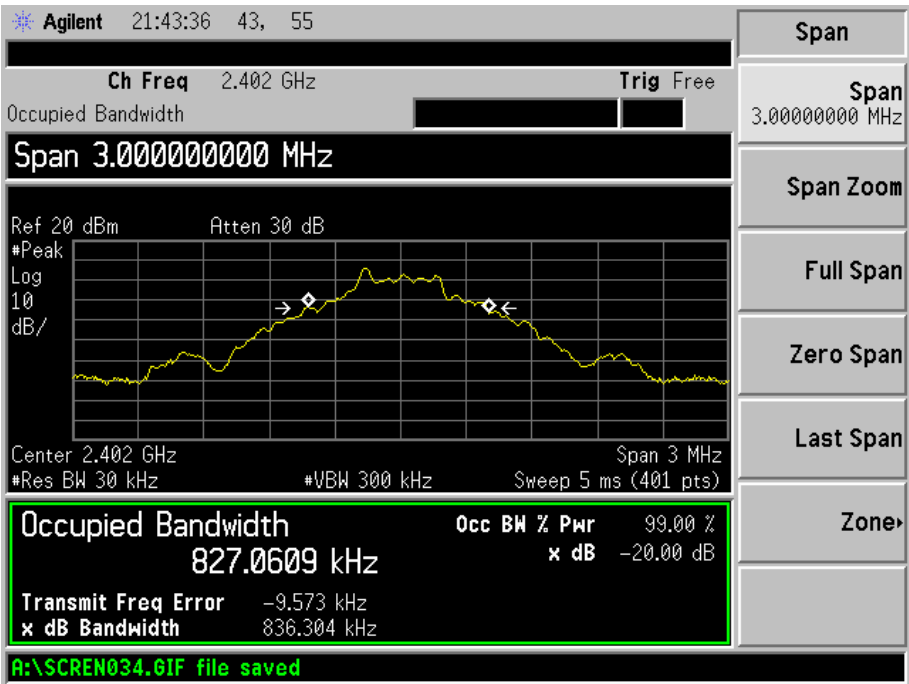 Agilent 21:43:36 43, 55
Ch Freq 2.402 GHz Trig Free
Occupied Bandwidth
Span 3.000000000 MHz
Ref 20 dBm Atten 30 dB
#Peak
Log
10
dB/
Center 2.402 GHz Span 3 MHz
#Res BW 30 kHz #VBW 300 kHz Sweep 5 ms (401 pts)
Occupied Bandwidth Occ BW % Pwr 99.00 %
827.0609 kHz x dB -20.00 dB
Transmit Freq Error -9.573 kHz
x dB Bandwidth 836.304 kHz
A:\SCREN034.GIF file saved
Span
Span
3.00000000 MHz
Span Zoom
Full Span
Zero Span
Last Span
Zone